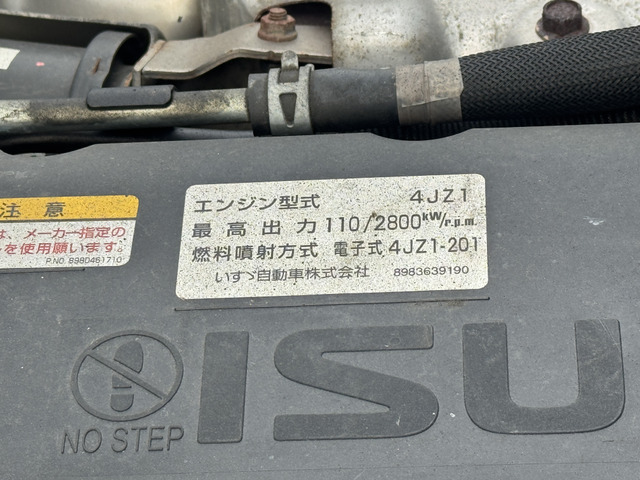 注意
は、メーカー指定の
を使用願います。
P.NO. 8980461710
エンジン型式 4JZ1
最高出力 110/2800kW/r.p.m.
燃料噴射方式 電子式 4JZ1-201
いすゞ自動車株式会社 8983639190
NO STEP
ISU